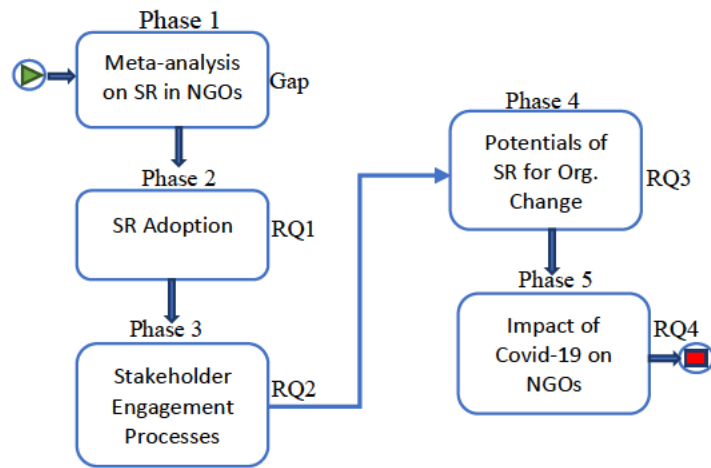 Phase 1
Meta-analysis
on SR in NGOs
Gap
Phase 2
SR Adoption
RQ1
Phase 3
Stakeholder
Engagement
Processes
RQ2
Phase 4
Potentials of
SR for Org.
Change
RQ3
Phase 5
Impact of
Covid-19 on
NGOs
RQ4